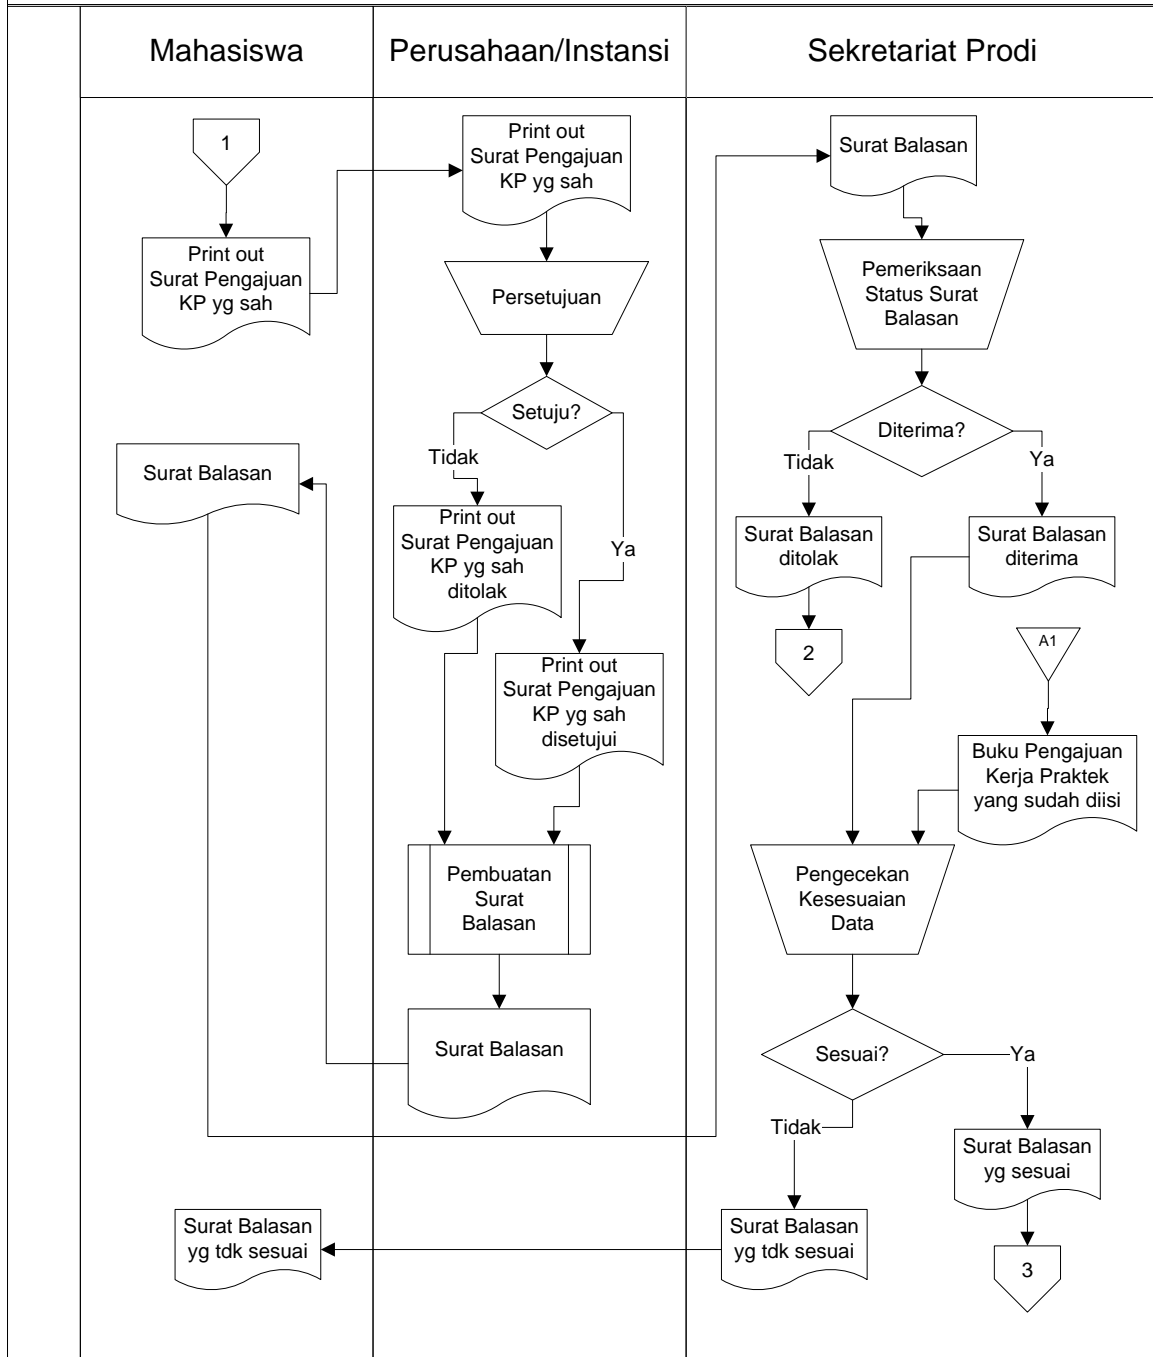 Mahasiswa
Perusahaan/Instansi
Sekretariat Prodi
1
Print out
Surat Pengajuan
KP yg sah
Surat Balasan
Surat Balasan
yg tdk sesuai
Print out
Surat Pengajuan
KP yg sah
Persetujuan
Setuju?
Tidak
Ya
Print out
Surat Pengajuan
KP yg sah
ditolak
Print out
Surat Pengajuan
KP yg sah
disetujui
Pembuatan
Surat
Balasan
Surat Balasan
Surat Balasan
Pemeriksaan
Status Surat
Balasan
Diterima?
Tidak
Ya
Surat Balasan
ditolak
Surat Balasan
diterima
2
A1
Buku Pengajuan
Kerja Praktek
yang sudah diisi
Pengecekan
Kesesuaian
Data
Sesuai?
Ya
Tidak
Surat Balasan
yg sesuai
Surat Balasan
yg tdk sesuai
3